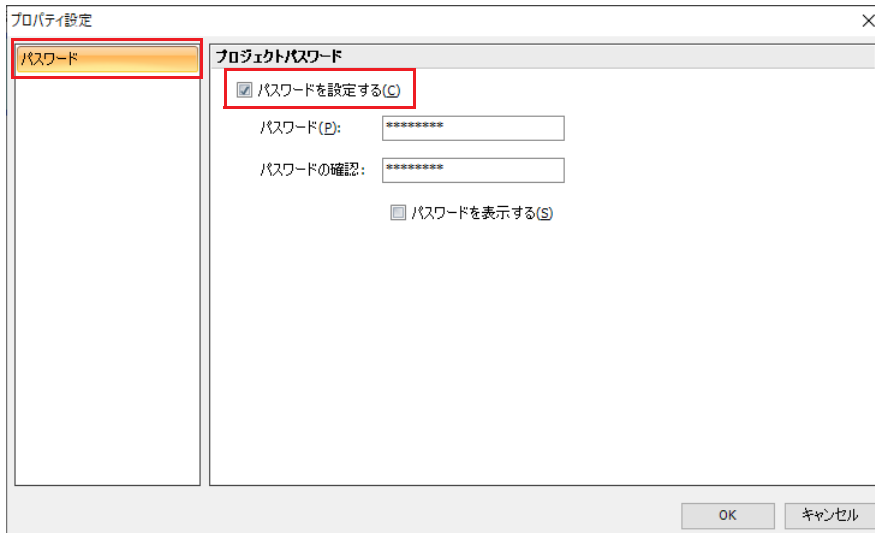 プロパティ設定
パスワード
プロジェクトパスワード
パスワードを設定する(C)
パスワード(P): ********
パスワードの確認: ********
パスワードを表示する(S)
OK キャンセル